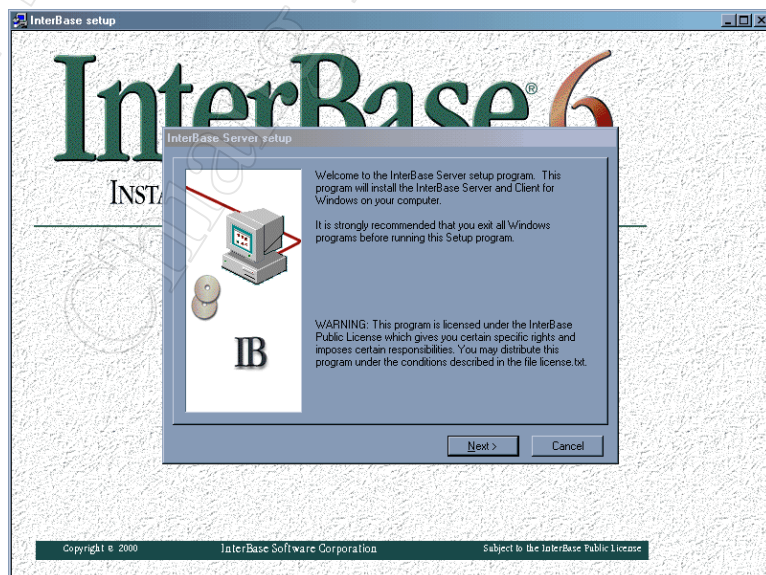 InterBase setup
InterBase® 6
InterBase Server setup
Welcome to the InterBase Server setup program. This
program will install the InterBase Server and Client for
Windows on your computer.
INST
It is strongly recommended that you exit all Windows
programs before running this Setup program.
WARNING: This program is licensed under the InterBase
Public License which gives you certain specific rights and
imposes certain responsibilities. You may distribute this
program under the conditions described in the file license.txt.
IB
Next > Cancel
Copyright © 2000 InterBase Software Corporation Subject to the InterBase Public License